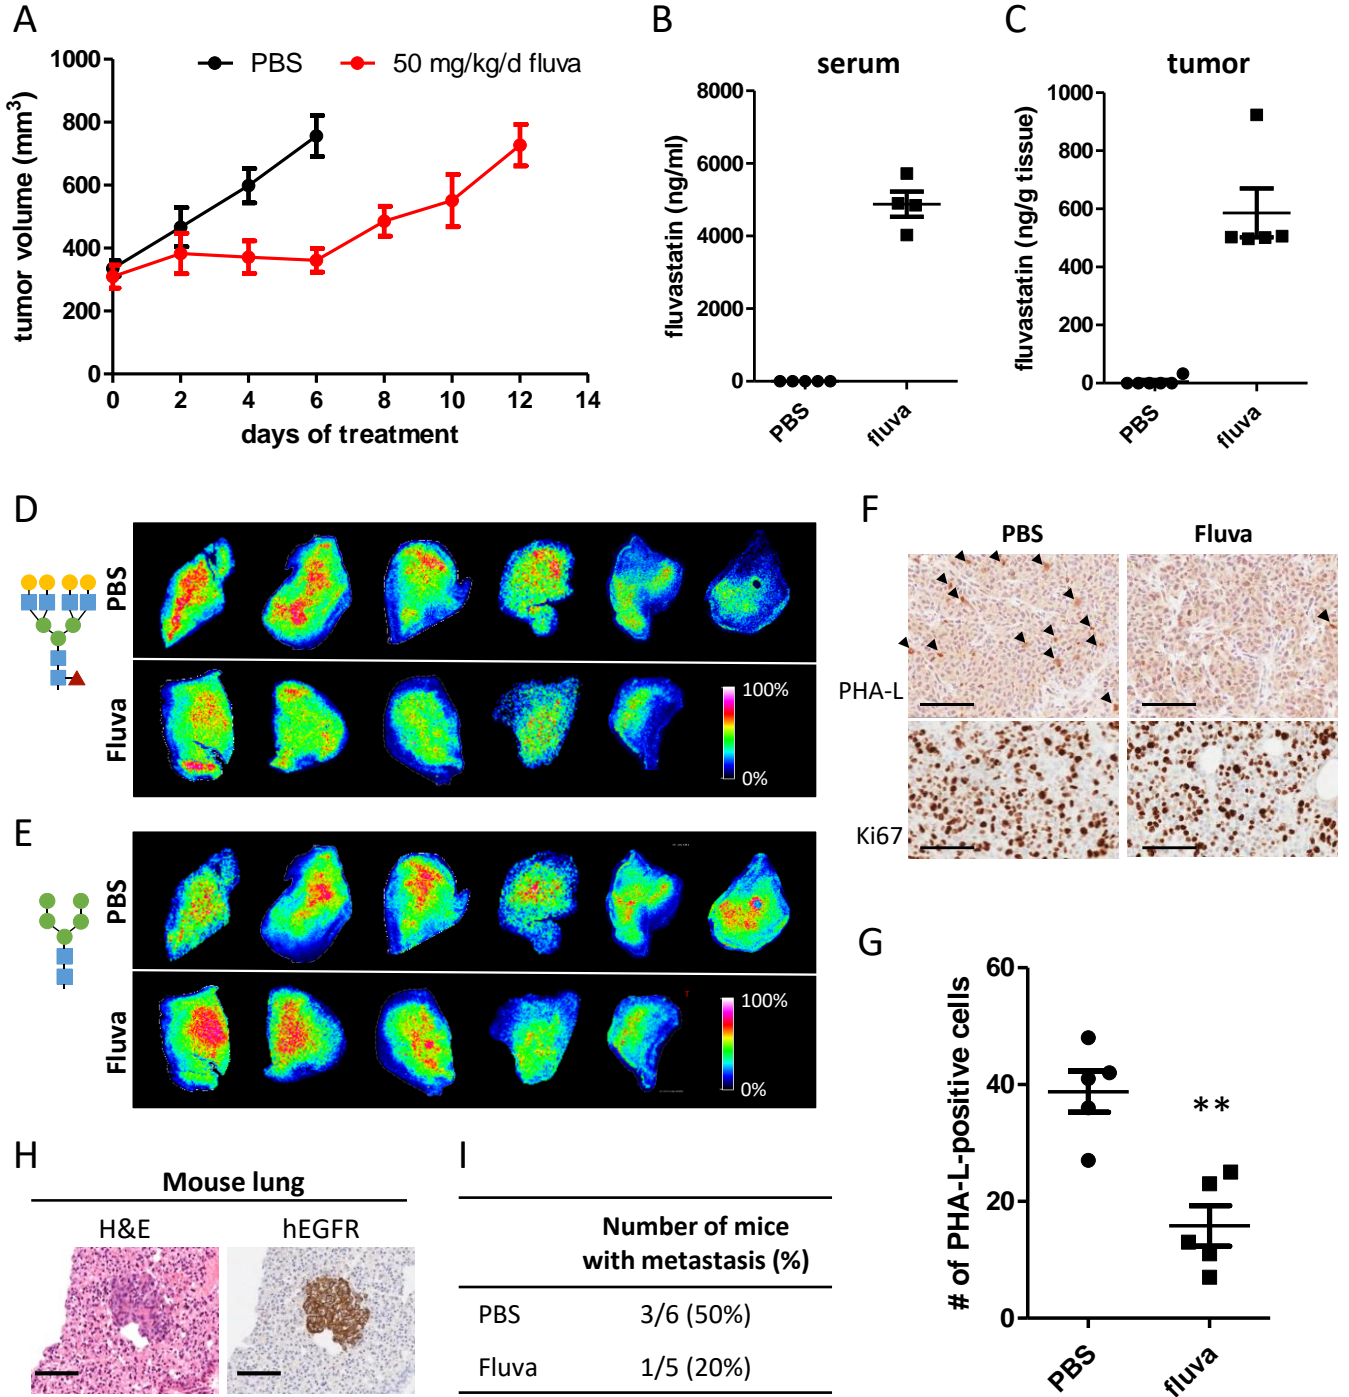 A
PBS
50 mg/kg/d fluva
tumor volume (mm³)
1000
800
600
400
200
0
0 2 4 6 8 10 12 14
days of treatment
B
serum
fluvastatin (ng/ml)
8000
6000
4000
2000
0
PBS
fluva
C
tumor
fluvastatin (ng/g tissue)
1000
800
600
400
200
0
PBS
fluva
D
PBS
Fluva
100%
0%
E
PBS
Fluva
100%
0%
F
PBS Fluva
PHA-L
Ki67
G
# of PHA-L-positive cells
60
40
20
0
**
PBS
fluva
H
Mouse lung
H&E hEGFR
I
Number of mice
with metastasis (%)
PBS 3/6 (50%)
Fluva 1/5 (20%)